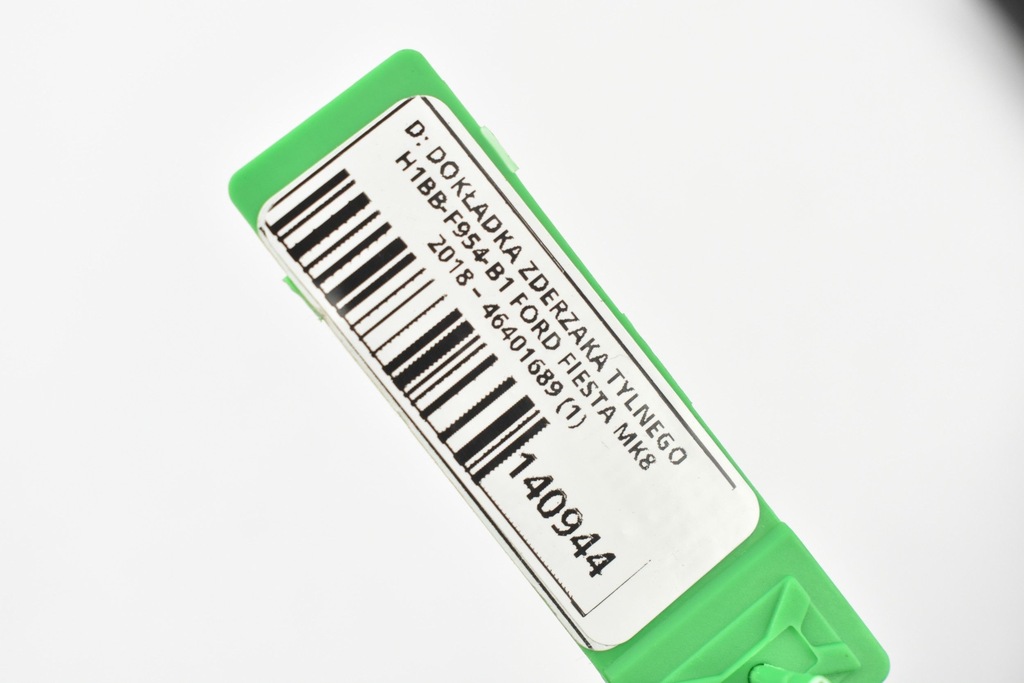 D: DOKŁADKA ZDERZAKA TYLNEGO
H1BB-F954-B1 FORD FIESTA MK8
2018 - 46401689 (1)
140944